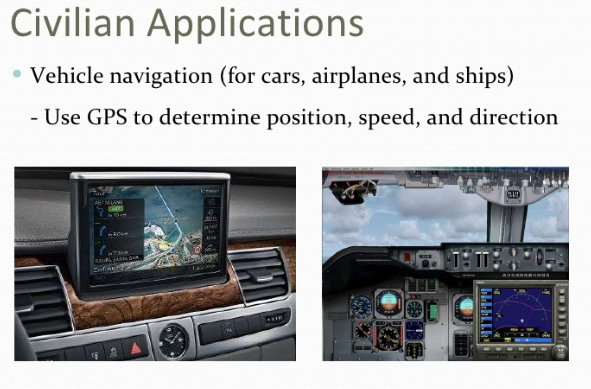 Civilian Applications
• Vehicle navigation (for cars, airplanes, and ships)
- Use GPS to determine position, speed, and direction